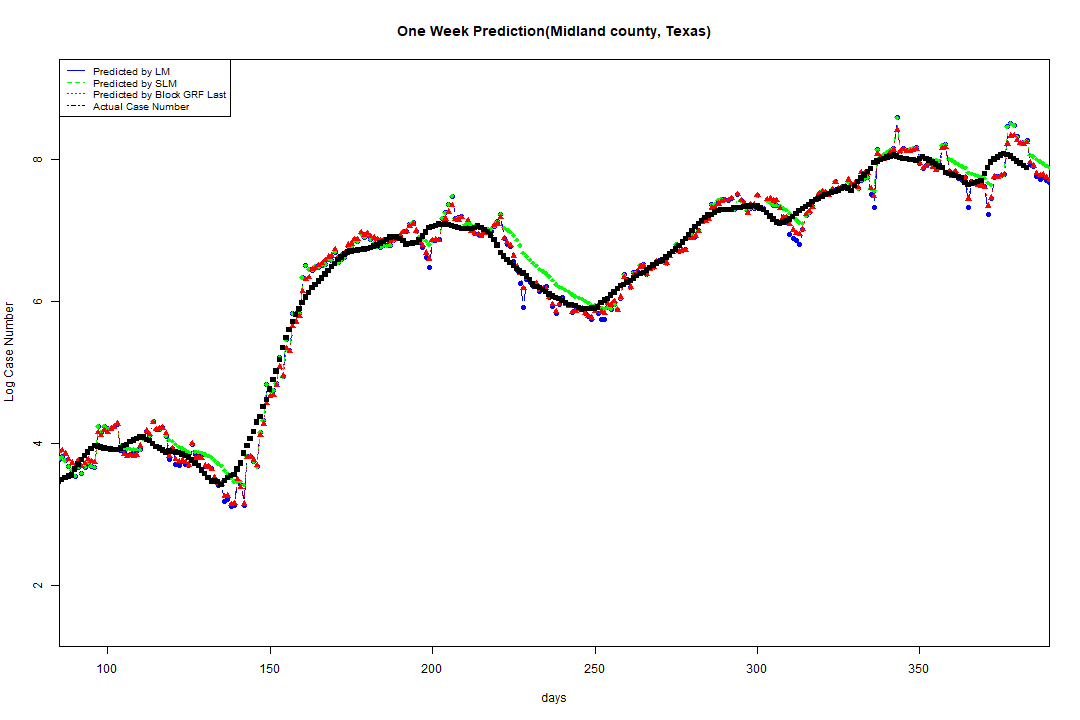 One Week Prediction(Midland county, Texas)
Predicted by LM
Predicted by SLM
Predicted by Block GRF Last
Actual Case Number
8
6
4
2
Log Case Number
100 150 200 250 300 350
days